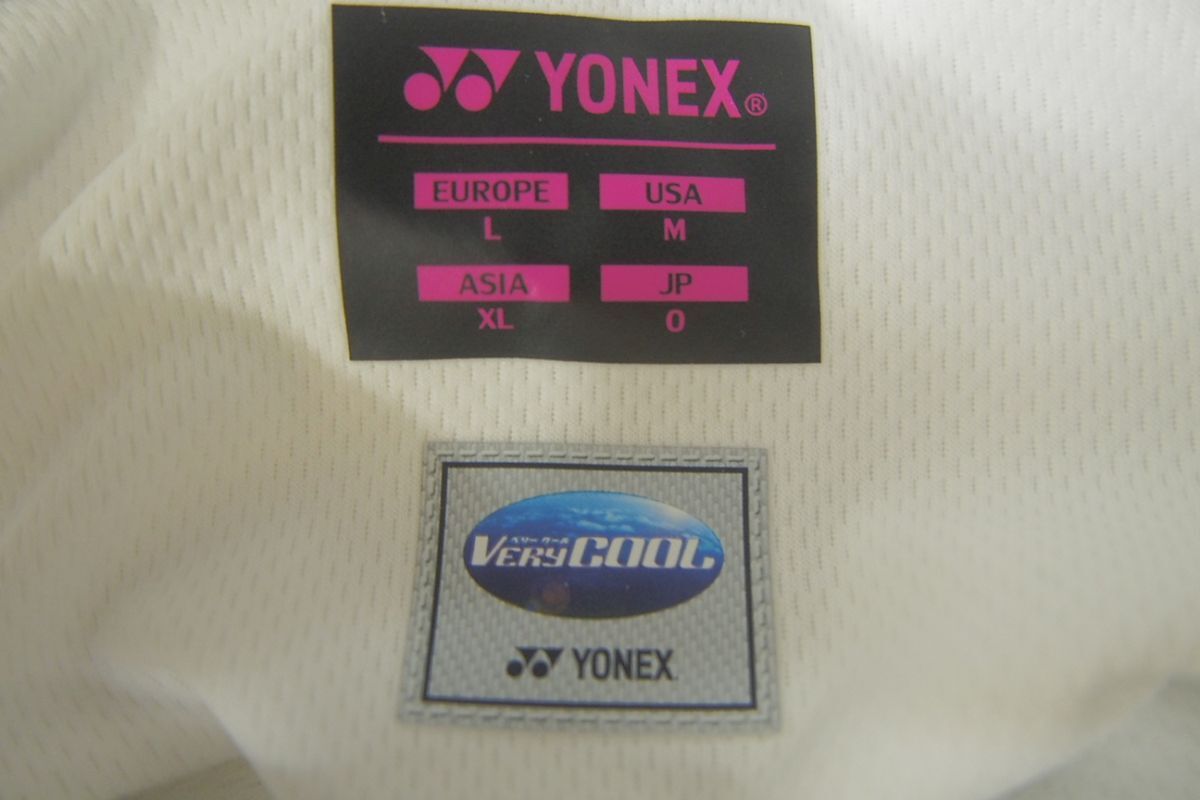 YONEX®
EUROPE USA
L M
ASIA JP
XL O
ベリークール
VERYCOOL
YONEX